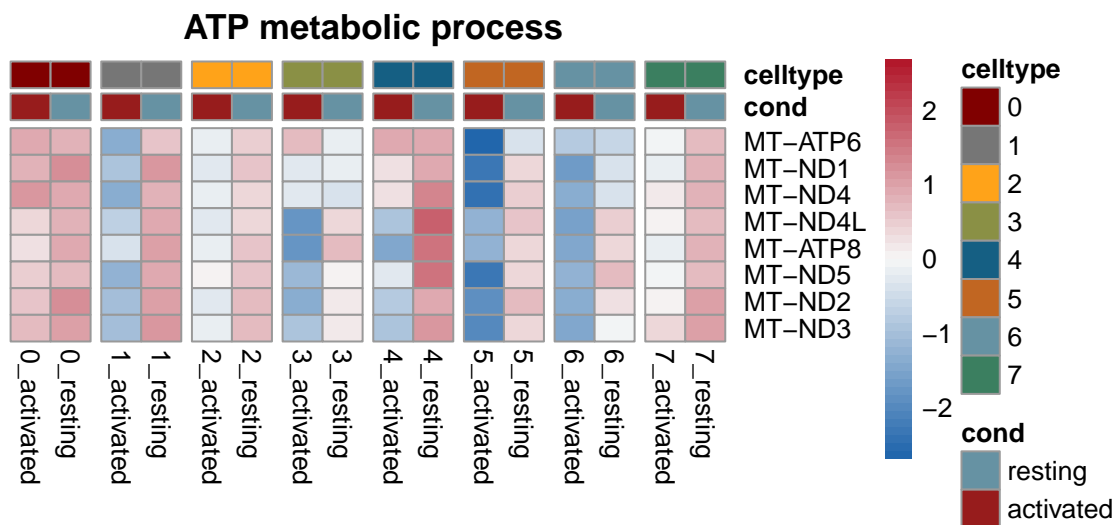 ATP metabolic process
celltype
cond
MT−ATP6
MT−ND1
MT−ND4
MT−ND4L
MT−ATP8
MT−ND5
MT−ND2
MT−ND3
0_activated
0_resting
1_activated
1_resting
2_activated
2_resting
3_activated
3_resting
4_activated
4_resting
5_activated
5_resting
6_activated
6_resting
7_activated
7_resting
2
1
0
−1
−2
celltype
0
1
2
3
4
5
6
7
cond
resting
activated